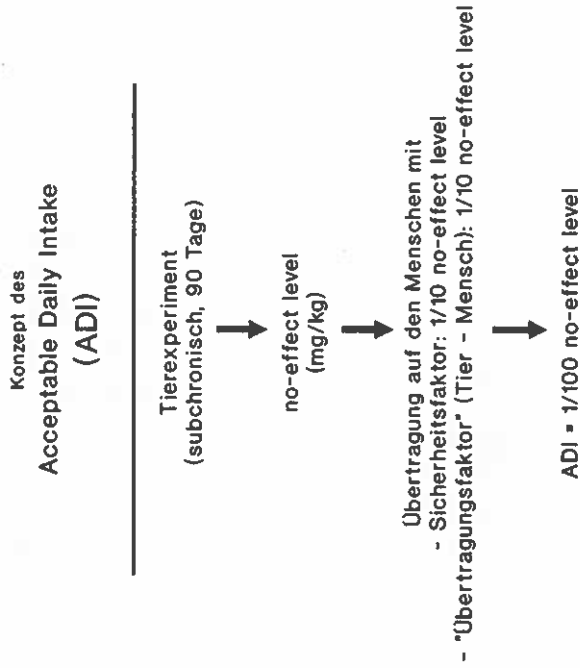 Konzept des
Acceptable Daily Intake
(ADI)
Tierexperiment
(subchronisch, 90 Tage)
no-effect level
(mg/kg)
Übertragung auf den Menschen mit
- Sicherheitsfaktor: 1/10 no-effect level
- "Übertragungsfaktor" (Tier - Mensch): 1/10 no-effect level
ADI = 1/100 no-effect level